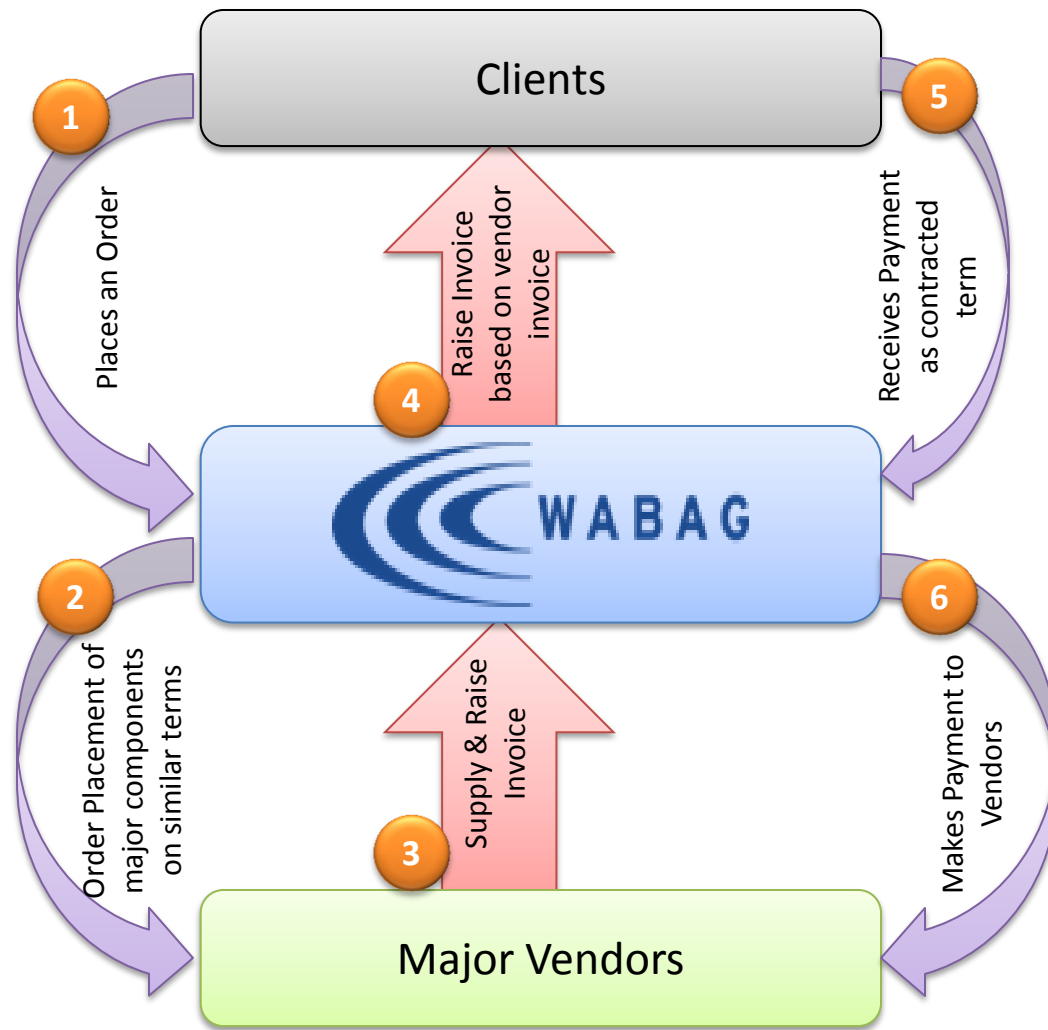 Clients
1
Places an Order
5
Receives Payment
as contracted
term
Raise Invoice
based on vendor
invoice
4
WABAG
2
Order Placement of
major components
on similar terms
6
Makes Payment to
Vendors
Supply & Raise
Invoice
3
Major Vendors